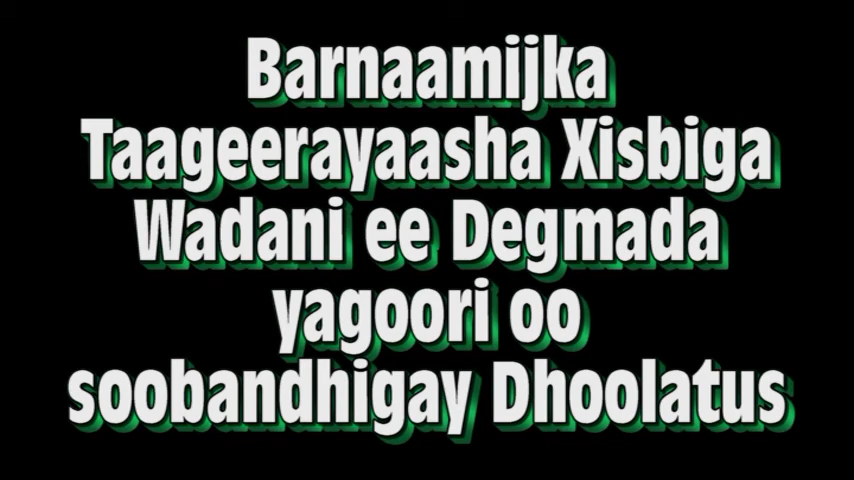 Barnaamijka
Taageerayaasha Xisbiga
Wadani ee Degmada
yagoori oo
soobandhigay Dhoolatus